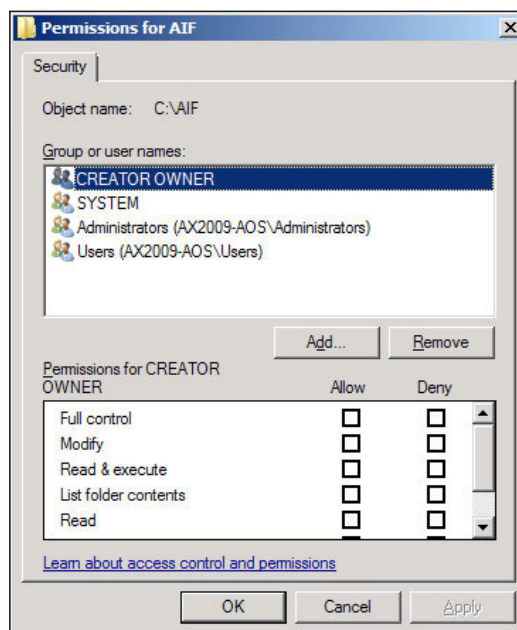 Permissions for AIF
Security
Object name: C:\AIF
Group or user names:
CREATOR OWNER
SYSTEM
Administrators (AX2009-AOS\Administrators)
Users (AX2009-AOS\Users)
Add... Remove
Permissions for CREATOR
OWNER Allow Deny
Full control
Modify
Read & execute
List folder contents
Read
Learn about access control and permissions
OK Cancel Apply